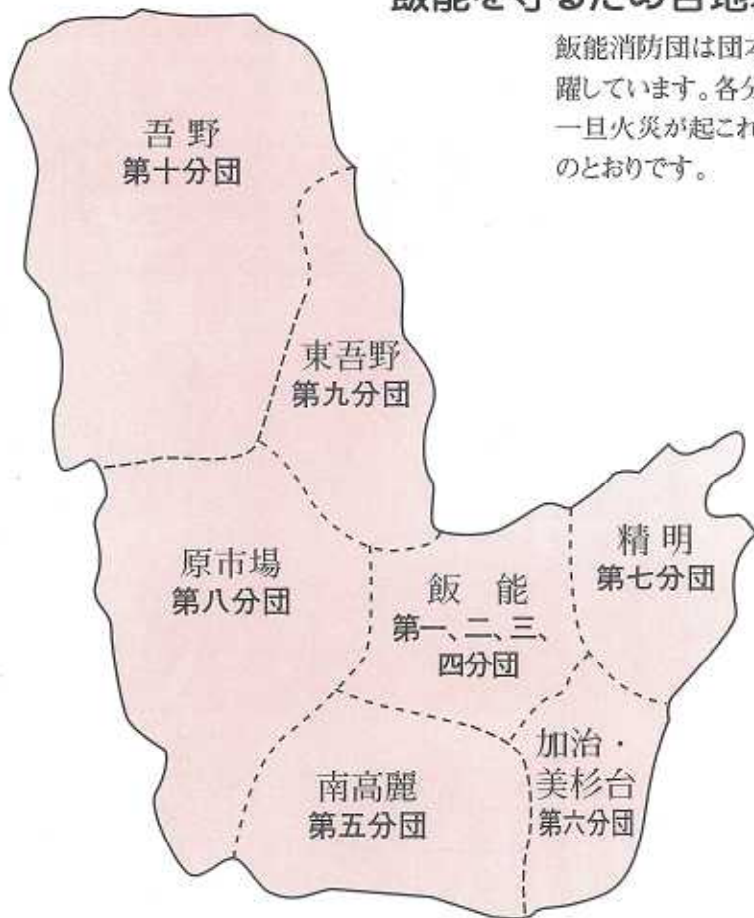 飯能を守るため各地
飯能消防団は団本
躍しています。各分
一旦火災が起これ
のとおりです。
吾野
第十分団
東吾野
第九分団
原市場
第八分団
飯能
第一、二、三、
四分団
精明
第七分団
加治・
美杉台
第六分団
南高麗
第五分団